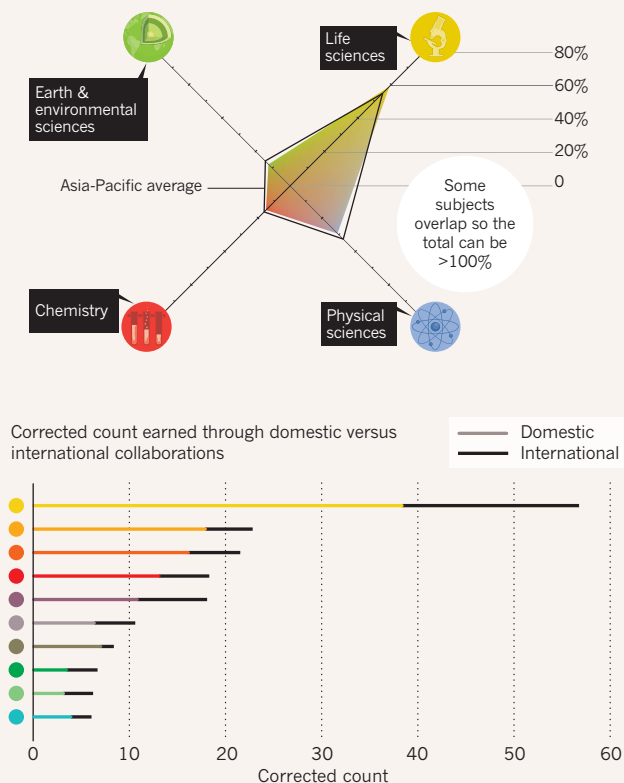 Life
sciences
80%
Earth &
environmental
sciences
60%
40%
20%
Asia-Pacific average
0
Some
subjects
overlap so the
total can be
>100%
Chemistry
Physical
sciences
Corrected count earned through domestic versus
international collaborations
Domestic
International
0 10 20 30 40 50 60
Corrected count